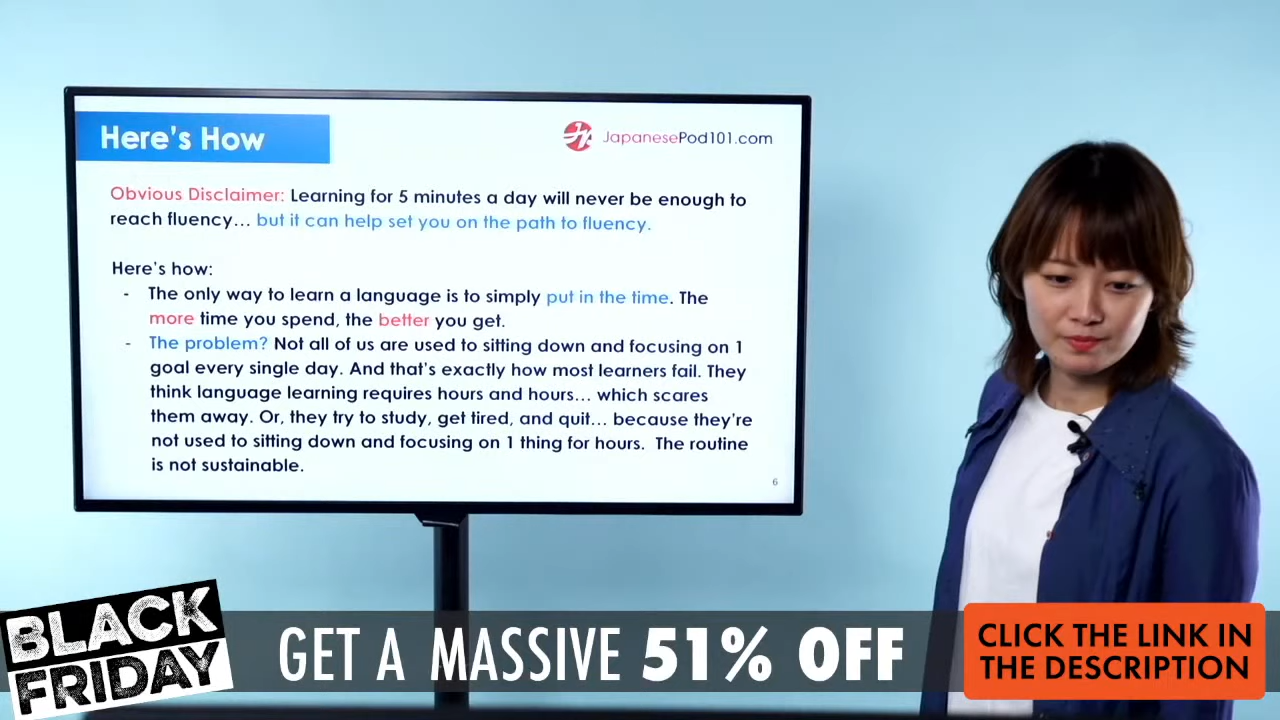 Here's How
JapanesePod101.com
Obvious Disclaimer: Learning for 5 minutes a day will never be enough to
reach fluency... but it can help set you on the path to fluency.
Here's how:
- The only way to learn a language is to simply put in the time. The
more time you spend, the better you get.
- The problem? Not all of us are used to sitting down and focusing on 1
goal every single day. And that's exactly how most learners fail. They
think language learning requires hours and hours... which scares
them away. Or, they try to study, get tired, and quit... because they're
not used to sitting down and focusing on 1 thing for hours. The routine
is not sustainable.
6
BLACK
FRIDAY
GET A MASSIVE 51% OFF
CLICK THE LINK IN
THE DESCRIPTION